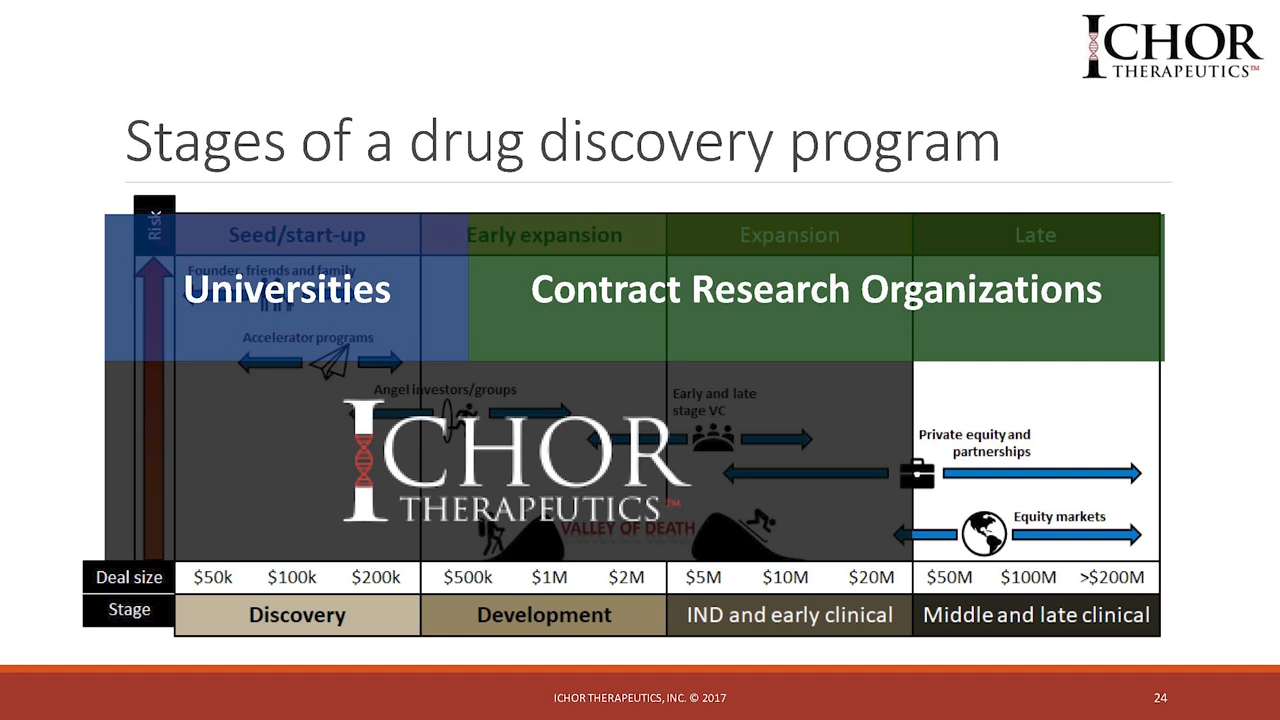 ICHOR
THERAPEUTICS™
Stages of a drug discovery program
Risk
Seed/start-up
Early expansion
Expansion
Late
Founder, friends and family
Universities
Contract Research Organizations
Accelerator programs
Angel investors/groups
Early and late
stage VC
Private equity and
partnerships
ICHOR
THERAPEUTICS™
Equity markets
VALLEY OF DEATH
Deal size $50k $100k $200k $500k $1M $2M $5M $10M $20M $50M $100M >$200M
Stage Discovery Development IND and early clinical Middle and late clinical
ICHOR THERAPEUTICS, INC. © 2017
24